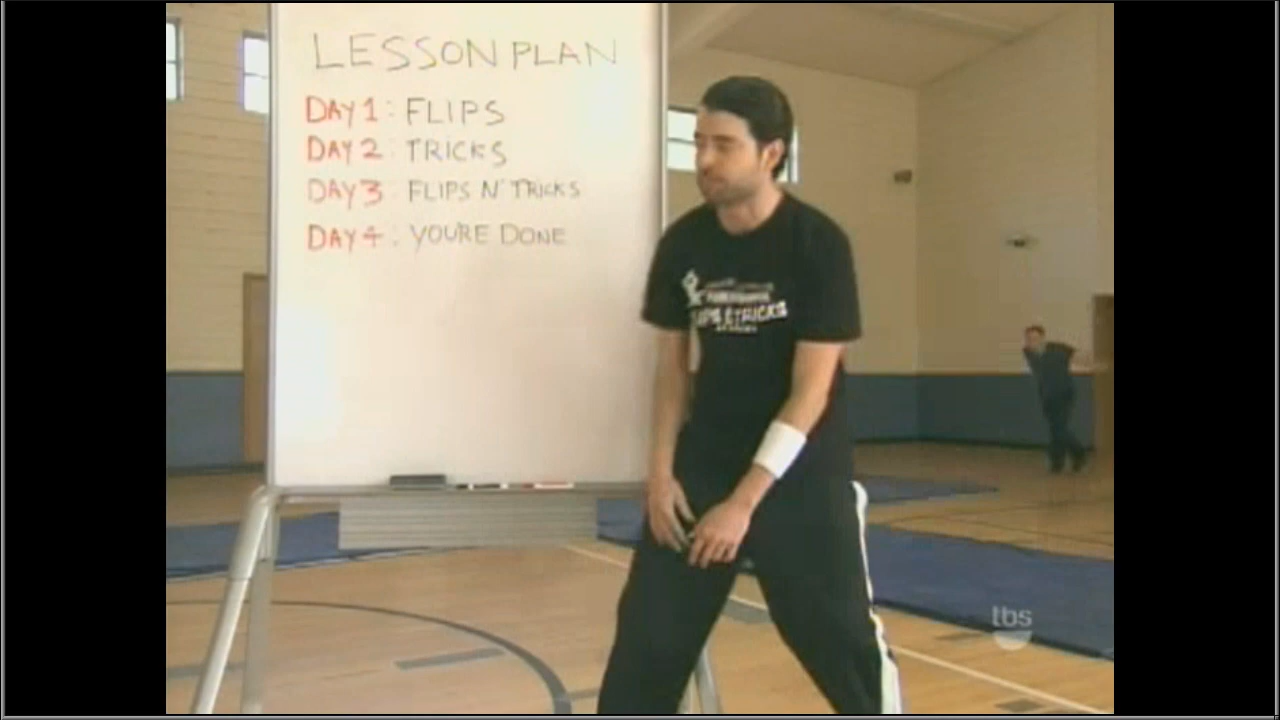 LESSON PLAN
DAY 1: FLIPS
DAY 2: TRICKS
DAY 3: FLIPS N' TRICKS
DAY 4: YOU'RE DONE
& TRICKS
tbs